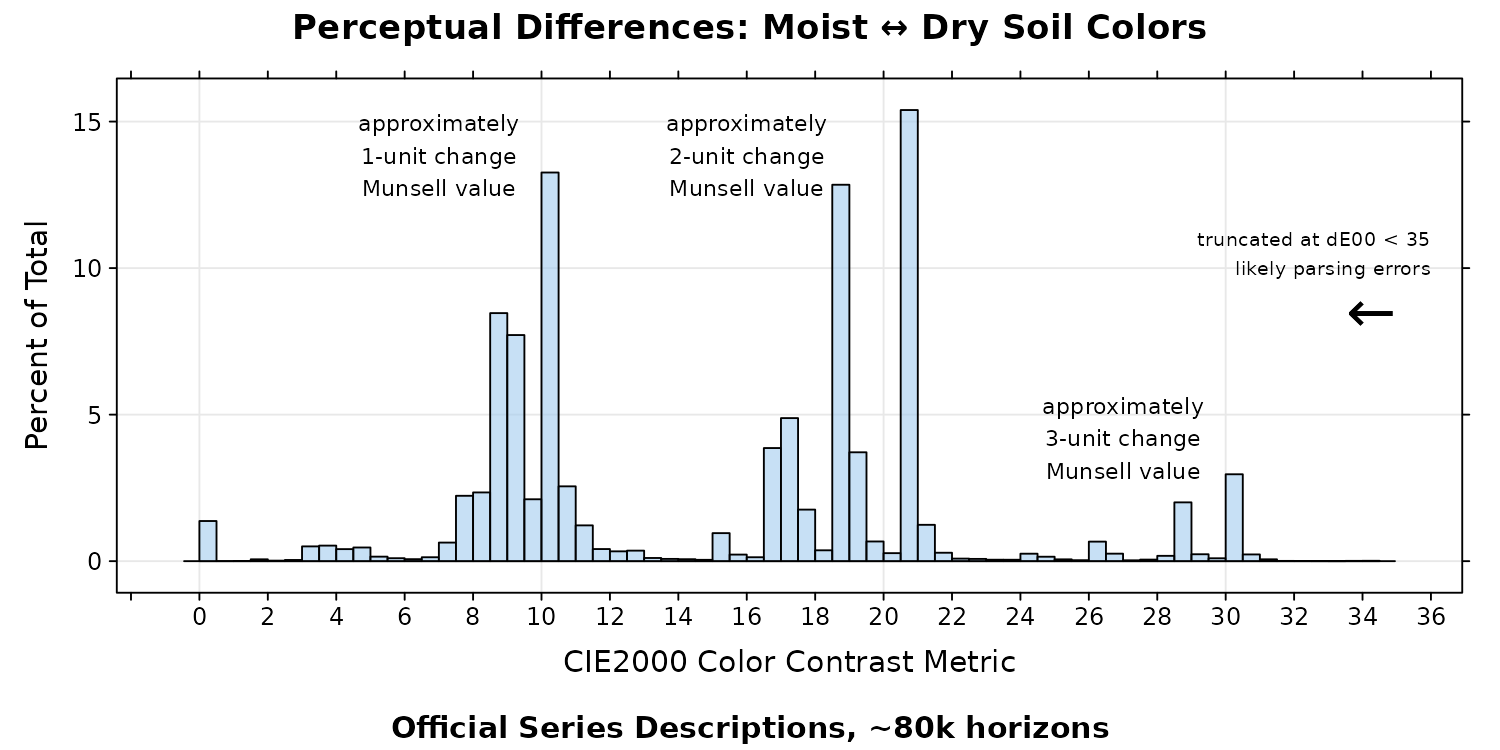 Perceptual Differences: Moist ↔ Dry Soil Colors
Percent of Total
15
10
5
0
approximately
1-unit change
Munsell value
approximately
2-unit change
Munsell value
truncated at dE00 < 35
likely parsing errors
←
approximately
3-unit change
Munsell value
0 2 4 6 8 10 12 14 16 18 20 22 24 26 28 30 32 34 36
CIE2000 Color Contrast Metric
Official Series Descriptions, ~80k horizons